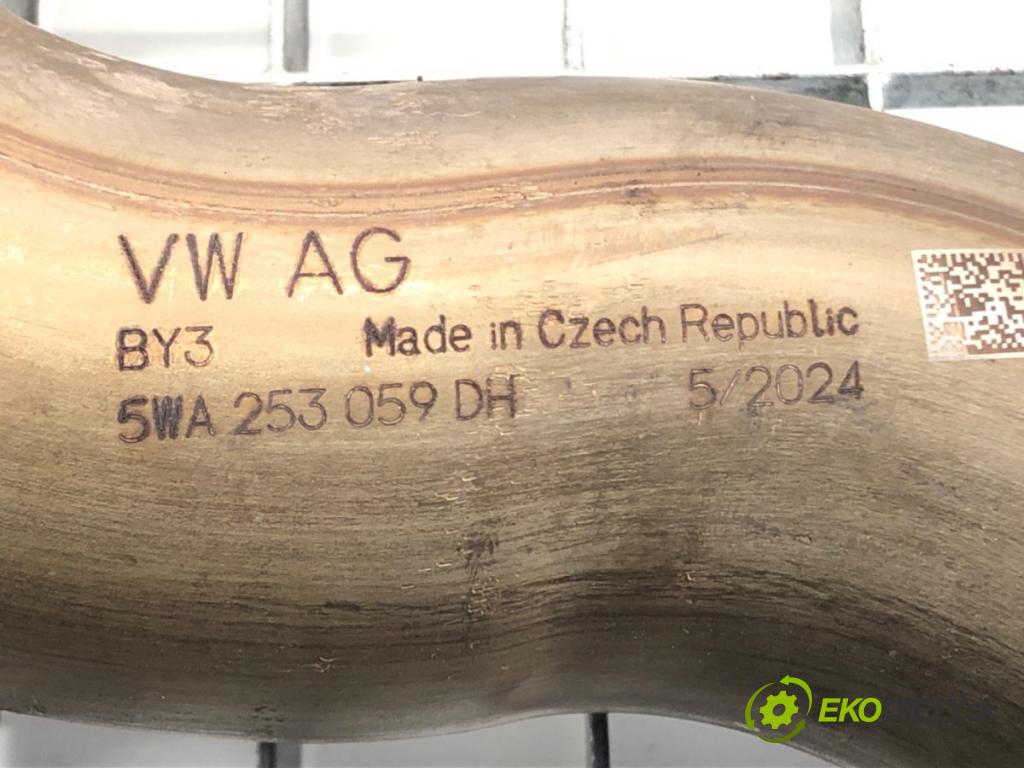 VW AG
BY3 Made in Czech Republic
5WA 253 059 DH 5/2024
EKO